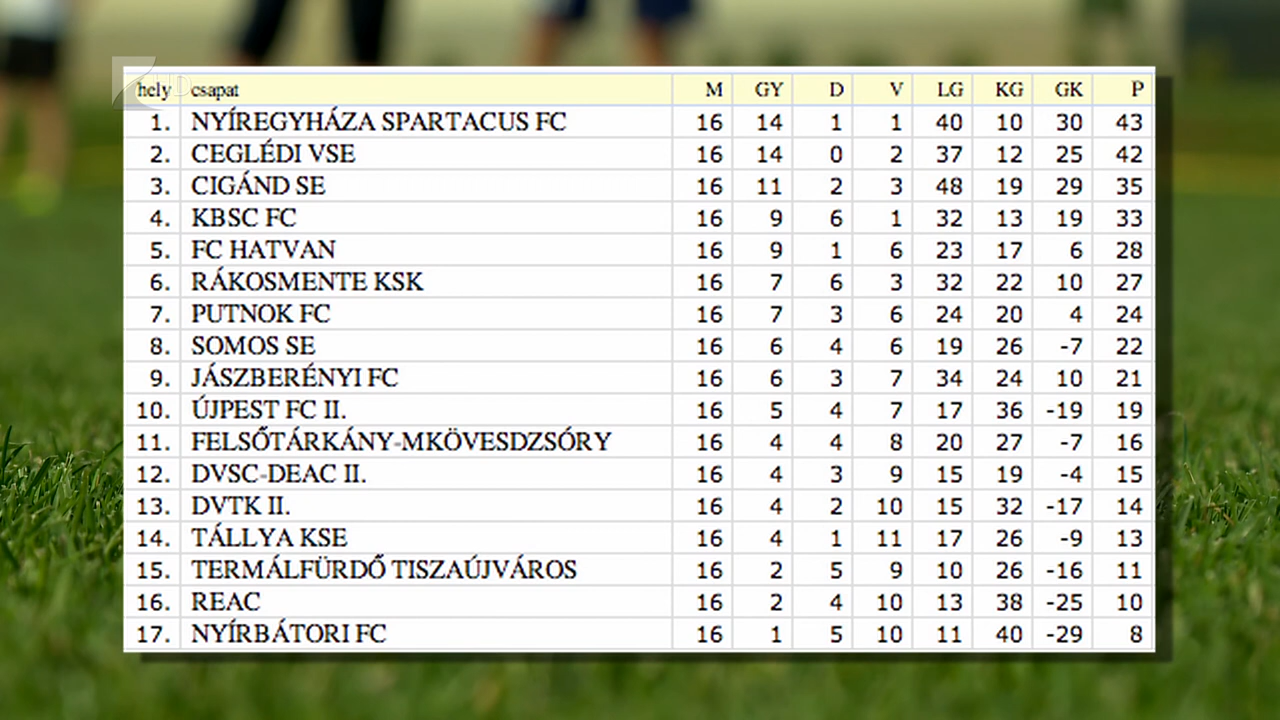 hely csapat M GY D V LG KG GK P
1. NYÍREGYHÁZA SPARTACUS FC 16 14 1 1 40 10 30 43
2. CEGLÉDI VSE 16 14 0 2 37 12 25 42
3. CIGÁND SE 16 11 2 3 48 19 29 35
4. KBSC FC 16 9 6 1 32 13 19 33
5. FC HATVAN 16 9 1 6 23 17 6 28
6. RÁKOSMENTE KSK 16 7 6 3 32 22 10 27
7. PUTNOK FC 16 7 3 6 24 20 4 24
8. SOMOS SE 16 6 4 6 19 26 -7 22
9. JÁSZBERÉNYI FC 16 6 3 7 34 24 10 21
10. ÚJPEST FC II. 16 5 4 7 17 36 -19 19
11. FELSŐTÁRKÁNY-MKÖVESDZSÓRY 16 4 4 8 20 27 -7 16
12. DVSC-DEAC II. 16 4 3 9 15 19 -4 15
13. DVTK II. 16 4 2 10 15 32 -17 14
14. TÁLLYA KSE 16 4 1 11 17 26 -9 13
15. TERMÁLFÜRDŐ TISZAÚJVÁROS 16 2 5 9 10 26 -16 11
16. REAC 16 2 4 10 13 38 -25 10
17. NYÍRBÁTORI FC 16 1 5 10 11 40 -29 8